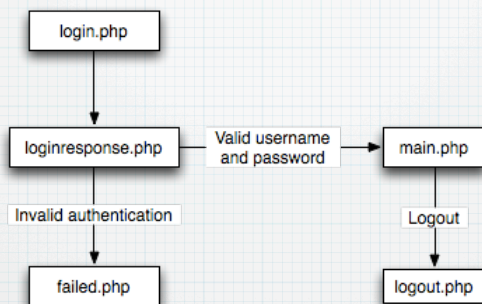 login.php
loginresponse.php
Valid username
and password
main.php
Invalid authentication
Logout
failed.php
logout.php